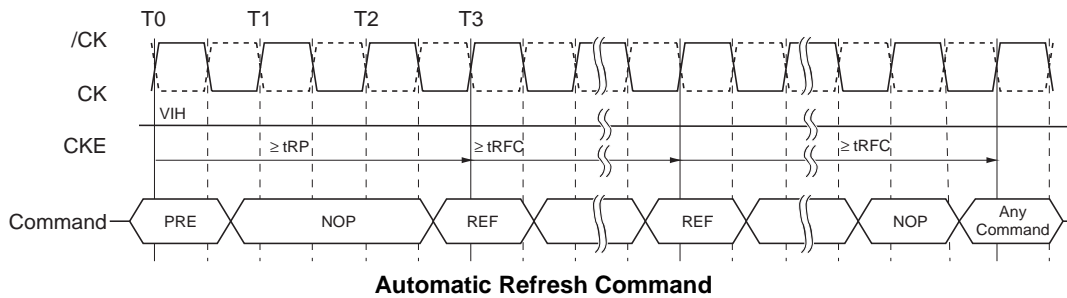 T0 T1 T2 T3
/CK
CK
VIH
CKE
≥ tRP ≥ tRFC ≥ tRFC
Command PRE NOP REF REF NOP Any Command
Automatic Refresh Command